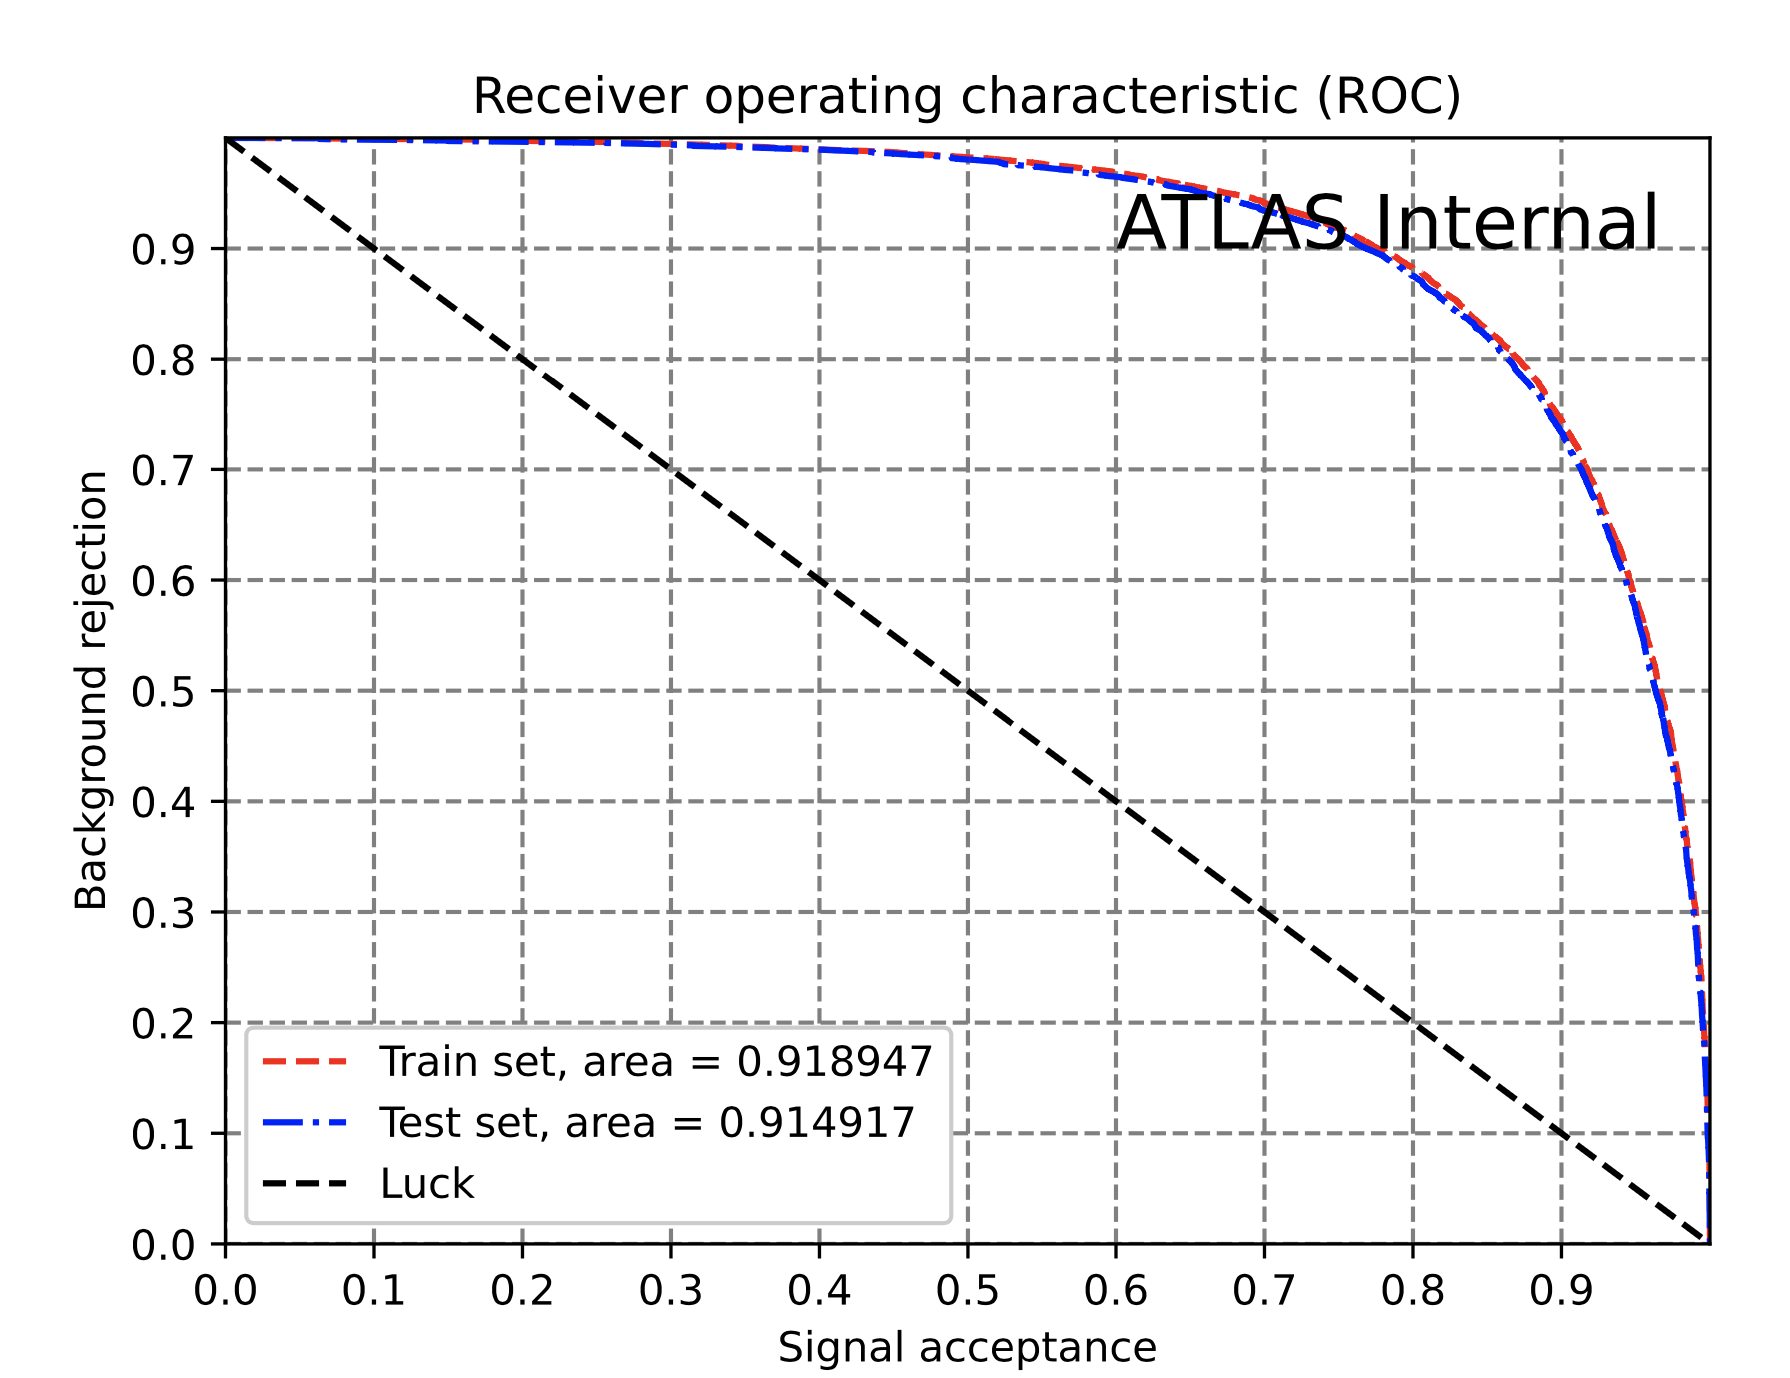 Receiver operating characteristic (ROC)
ATLAS Internal
Background rejection
0.9
0.8
0.7
0.6
0.5
0.4
0.3
0.2
0.1
0.0
Train set, area = 0.918947
Test set, area = 0.914917
Luck
0.0 0.1 0.2 0.3 0.4 0.5 0.6 0.7 0.8 0.9
Signal acceptance